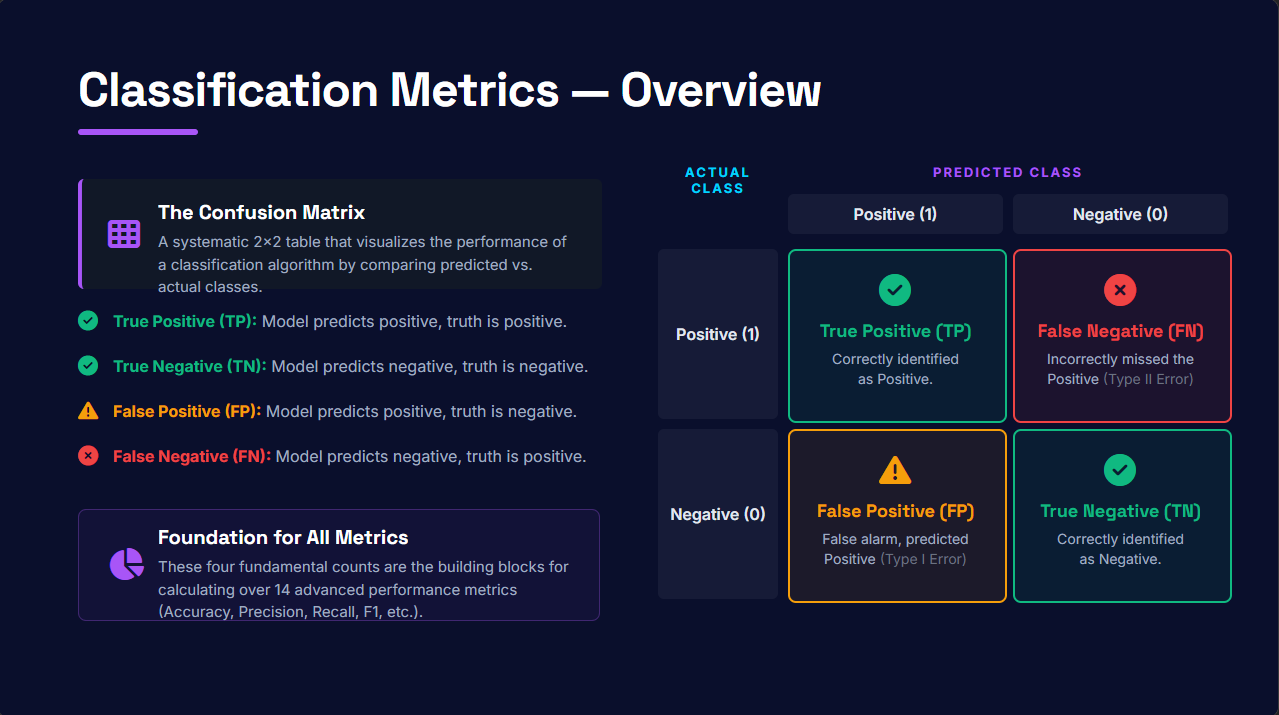 Classification Metrics — Overview
The Confusion Matrix
A systematic 2×2 table that visualizes the performance of
a classification algorithm by comparing predicted vs.
actual classes.
True Positive (TP): Model predicts positive, truth is positive.
True Negative (TN): Model predicts negative, truth is negative.
False Positive (FP): Model predicts positive, truth is negative.
False Negative (FN): Model predicts negative, truth is positive.
Foundation for All Metrics
These four fundamental counts are the building blocks for
calculating over 14 advanced performance metrics
(Accuracy, Precision, Recall, F1, etc.).
ACTUAL
CLASS
PREDICTED CLASS
Positive (1)
Negative (0)
Positive (1)
True Positive (TP)
Correctly identified
as Positive.
False Negative (FN)
Incorrectly missed the
Positive (Type II Error)
Negative (0)
False Positive (FP)
False alarm, predicted
Positive (Type I Error)
True Negative (TN)
Correctly identified
as Negative.